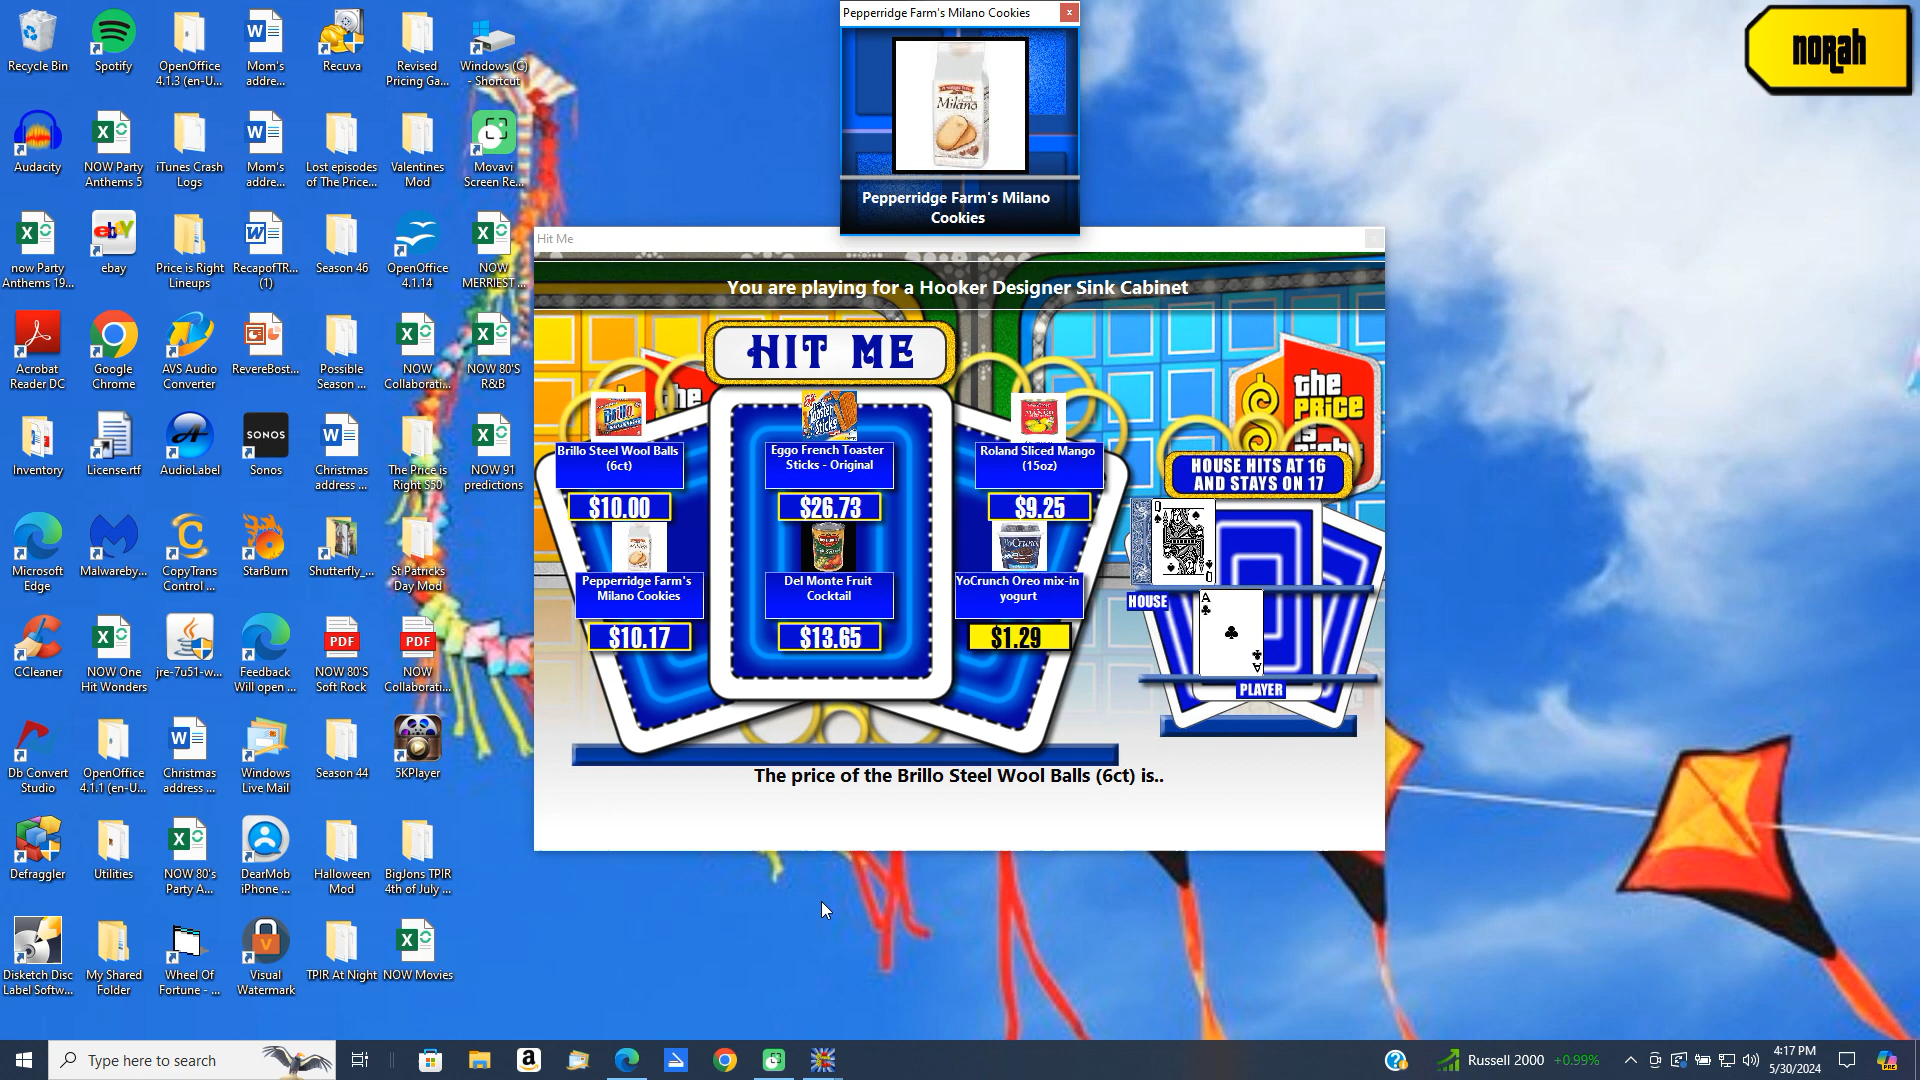 Pepperridge Farm's Milano Cookies
x
Milano
Pepperridge Farm's Milano
Cookies
NORAH
Hit Me
You are playing for a Hooker Designer Sink Cabinet
HIT ME
the
PRICE
is
RIGHT
the
Brillo Steel Wool Balls
(6ct)
$10.00
Eggo French Toaster
Sticks - Original
$26.73
Roland Sliced Mango
(15oz)
$9.25
Pepperridge Farm's
Milano Cookies
$10.17
Del Monte Fruit
Cocktail
$13.65
YoCrunch Oreo mix-in
yogurt
$1.29
HOUSE HITS AT 16
AND STAYS ON 17
Q
Q
HOUSE
A
A
PLAYER
The price of the Brillo Steel Wool Balls (6ct) is..
Recycle Bin
Spotify
OpenOffice
4.1.3 (en-U...
Mom's
addre...
Recuva
Revised
Pricing Ga...
Windows (C)
- Shortcut
Audacity
NOW Party
Anthems 5
iTunes Crash
Logs
Mom's
addre...
Lost episodes
of The Price...
Valentines
Mod
Movavi
Screen Re...
now Party
Anthems 19...
ebay
Price is Right
Lineups
RecapofTR...
(1)
Season 46
OpenOffice
4.1.14
NOW
MERRIEST ...
Acrobat
Reader DC
Google
Chrome
AVS Audio
Converter
RevereBost...
Possible
Season ...
NOW
Collaborati...
NOW 80'S
R&B
Inventory
License.rtf
AudioLabel
SONOS
Sonos
Christmas
address ...
The Price is
Right S50
NOW 91
predictions
Microsoft
Edge
Malwareby...
CopyTrans
Control ...
StarBurn
Shutterfly_...
St Patricks
Day Mod
CCleaner
NOW One
Hit Wonders
jre-7u51-w...
Feedback
Will open ...
PDF
NOW 80'S
Soft Rock
PDF
NOW
Collaborati...
Db Convert
Studio
OpenOffice
4.1.1 (en-U...
Christmas
address ...
Windows
Live Mail
Season 44
5KPlayer
Defraggler
Utilities
NOW 80's
Party A...
DearMob
iPhone ...
Halloween
Mod
BigJons TPIR
4th of July ...
Disketch Disc
Label Softw...
My Shared
Folder
Wheel Of
Fortune - ...
Visual
Watermark
TPIR At Night
NOW Movies
Type here to search
Russell 2000 +0.99%
4:17 PM
5/30/2024